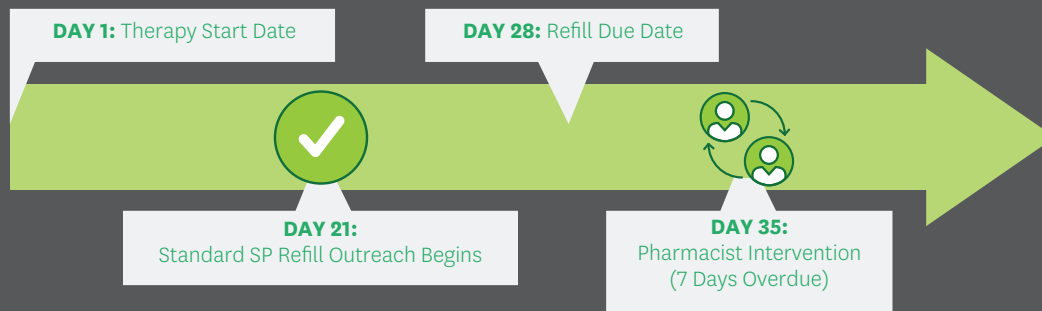 DAY 1: Therapy Start Date
DAY 28: Refill Due Date
DAY 21:
Standard SP Refill Outreach Begins
DAY 35:
Pharmacist Intervention
(7 Days Overdue)